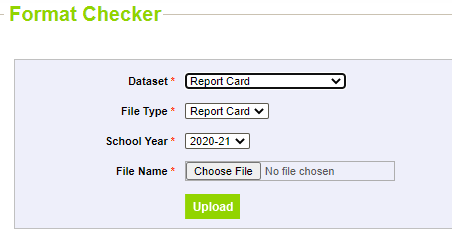 Format Checker
Dataset * Report Card
File Type * Report Card
School Year * 2020-21
File Name * Choose File No file chosen
Upload